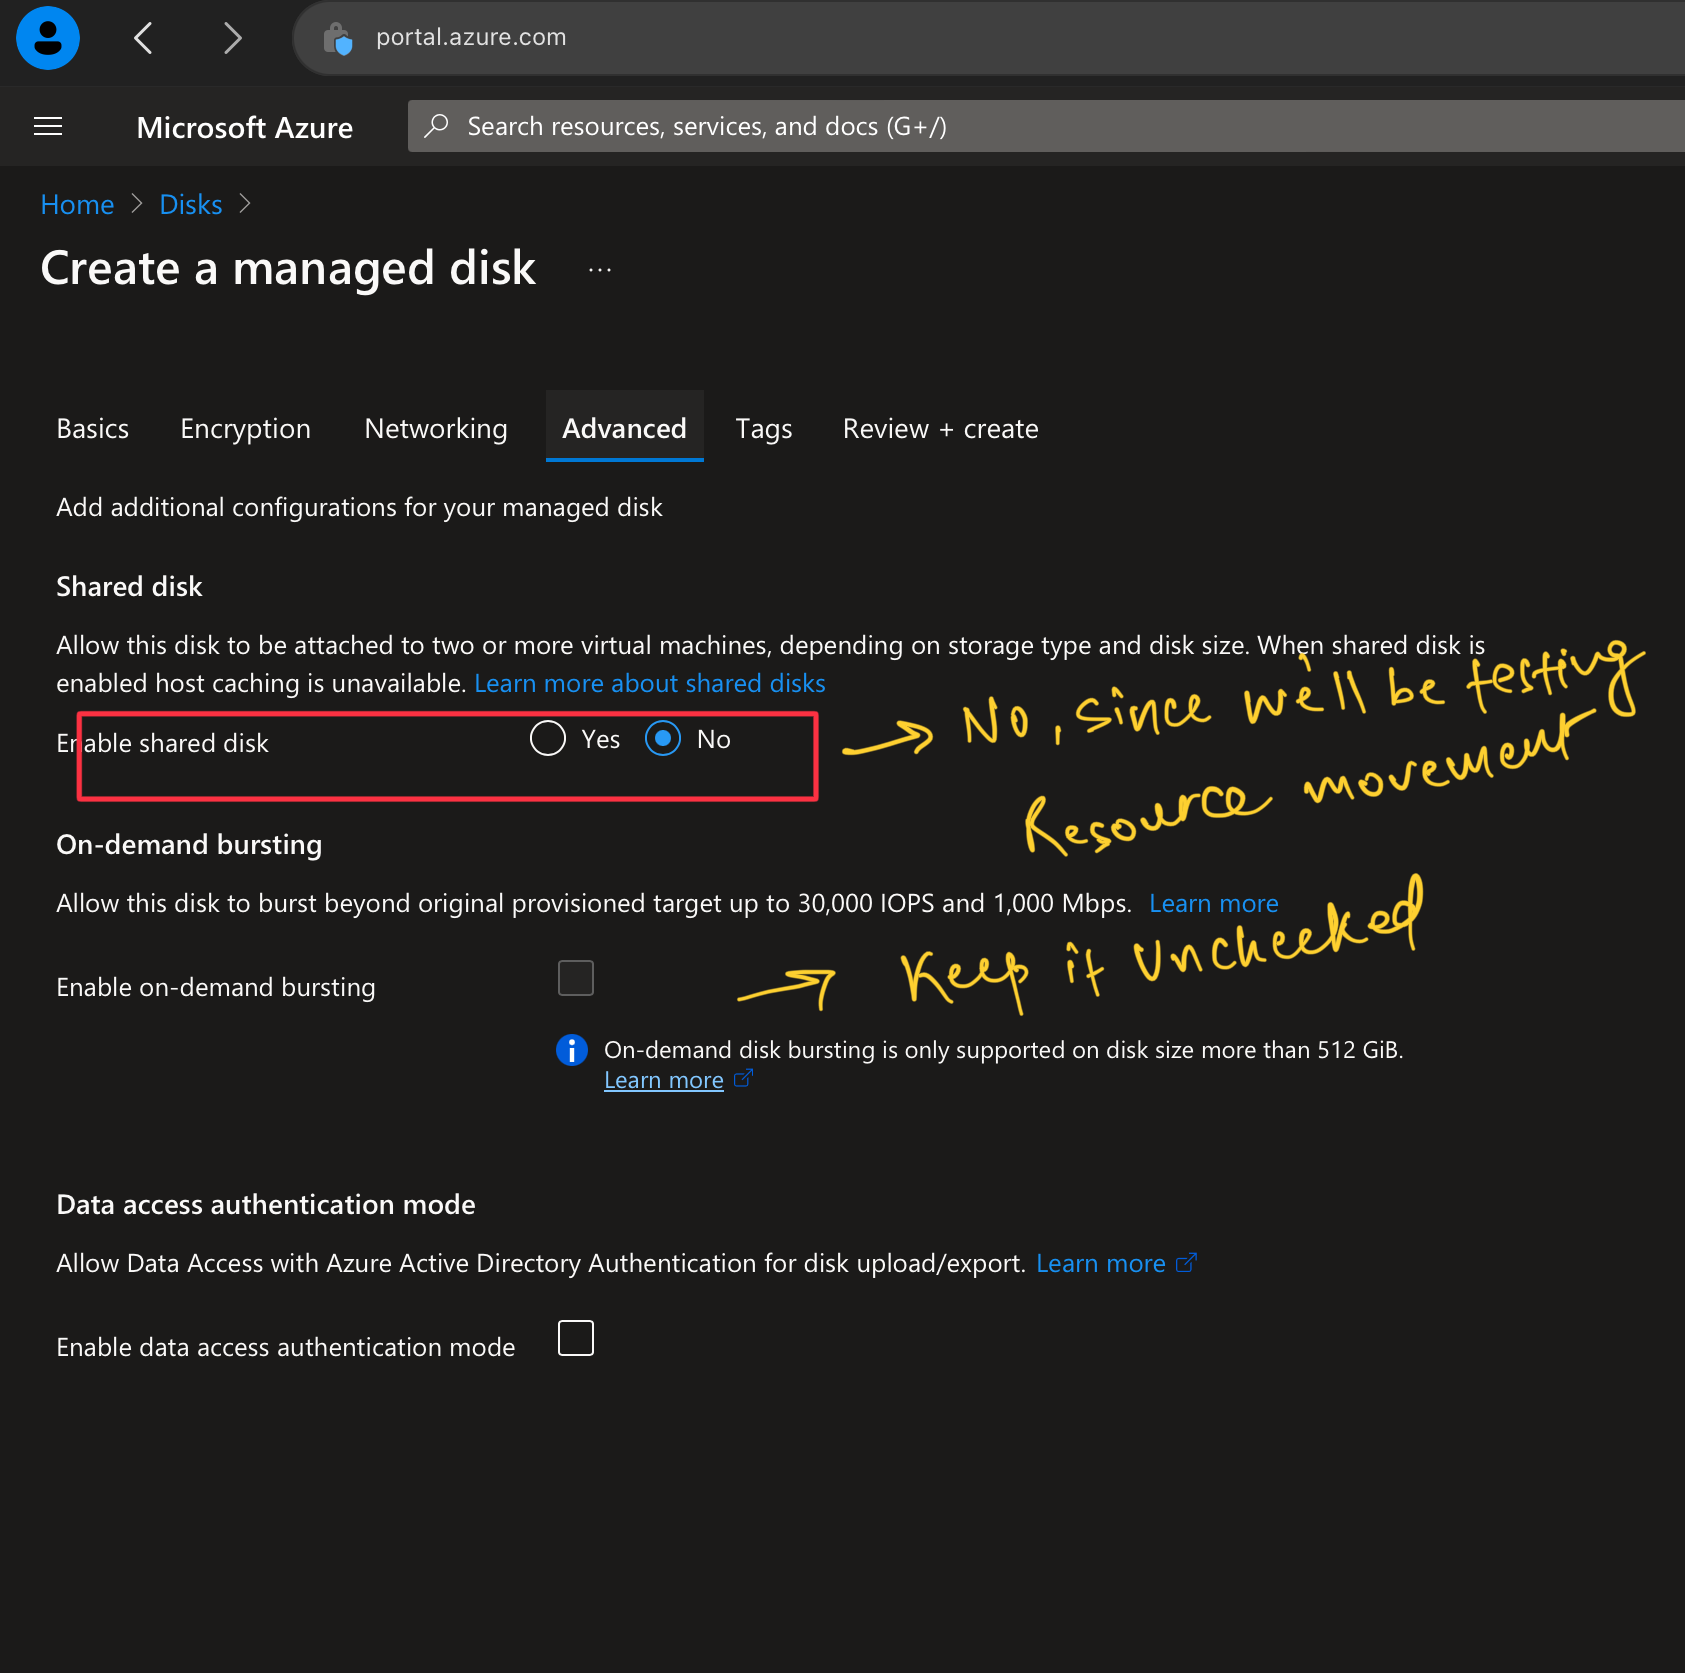 portal.azure.com
Microsoft Azure
Search resources, services, and docs (G+/)
Home > Disks >
Create a managed disk ...
Basics Encryption Networking Advanced Tags Review + create
Add additional configurations for your managed disk
Shared disk
Allow this disk to be attached to two or more virtual machines, depending on storage type and disk size. When shared disk is
enabled host caching is unavailable. Learn more about shared disks
Enable shared disk Yes No
No, since we'll be testing
Resource movement
On-demand bursting
Allow this disk to burst beyond original provisioned target up to 30,000 IOPS and 1,000 Mbps. Learn more
Enable on-demand bursting
Keep it Unchecked
On-demand disk bursting is only supported on disk size more than 512 GiB.
Learn more
Data access authentication mode
Allow Data Access with Azure Active Directory Authentication for disk upload/export. Learn more
Enable data access authentication mode